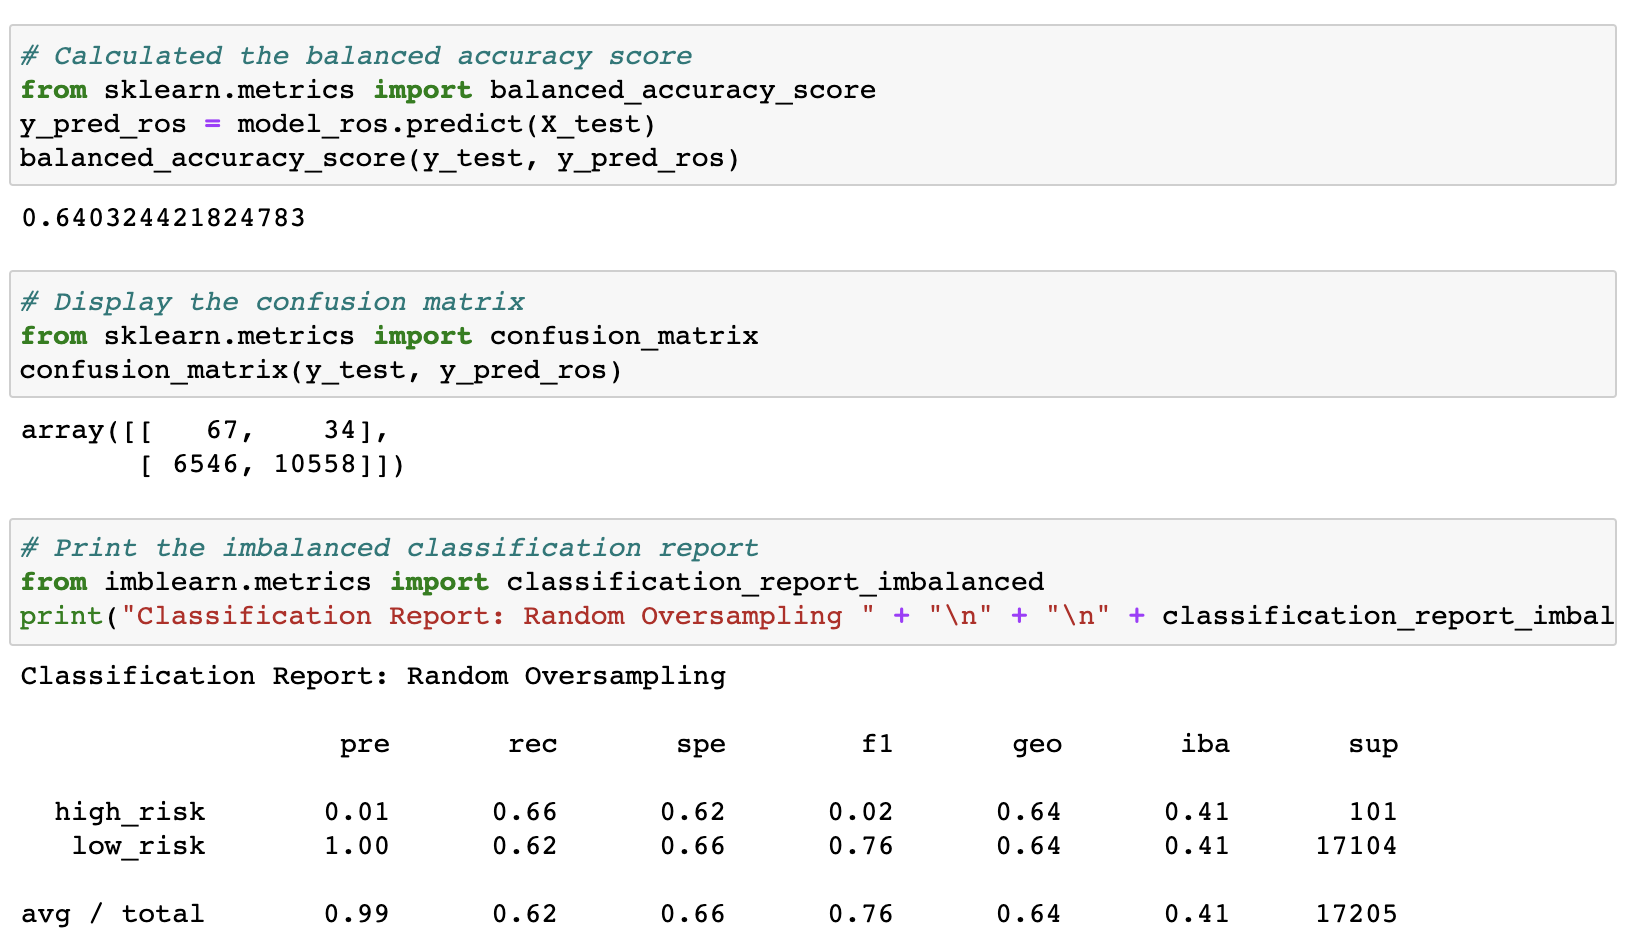 # Calculated the balanced accuracy score
from sklearn.metrics import balanced_accuracy_score
y_pred_ros = model_ros.predict(X_test)
balanced_accuracy_score(y_test, y_pred_ros)
0.640324421824783
# Display the confusion matrix
from sklearn.metrics import confusion_matrix
confusion_matrix(y_test, y_pred_ros)
array([[   67,    34],
       [ 6546, 10558]])
# Print the imbalanced classification report
from imblearn.metrics import classification_report_imbalanced
print("Classification Report: Random Oversampling " + "\n" + "\n" + classification_report_imbal
Classification Report: Random Oversampling
                   pre       rec       spe        f1       geo       iba       sup
  high_risk       0.01      0.66      0.62      0.02      0.64      0.41       101
   low_risk       1.00      0.62      0.66      0.76      0.64      0.41     17104
avg / total       0.99      0.62      0.66      0.76      0.64      0.41     17205